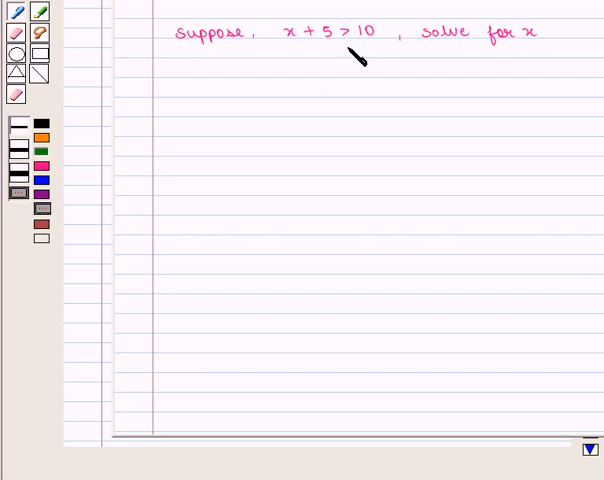 suppose, x + 5 > 10 , solve for x